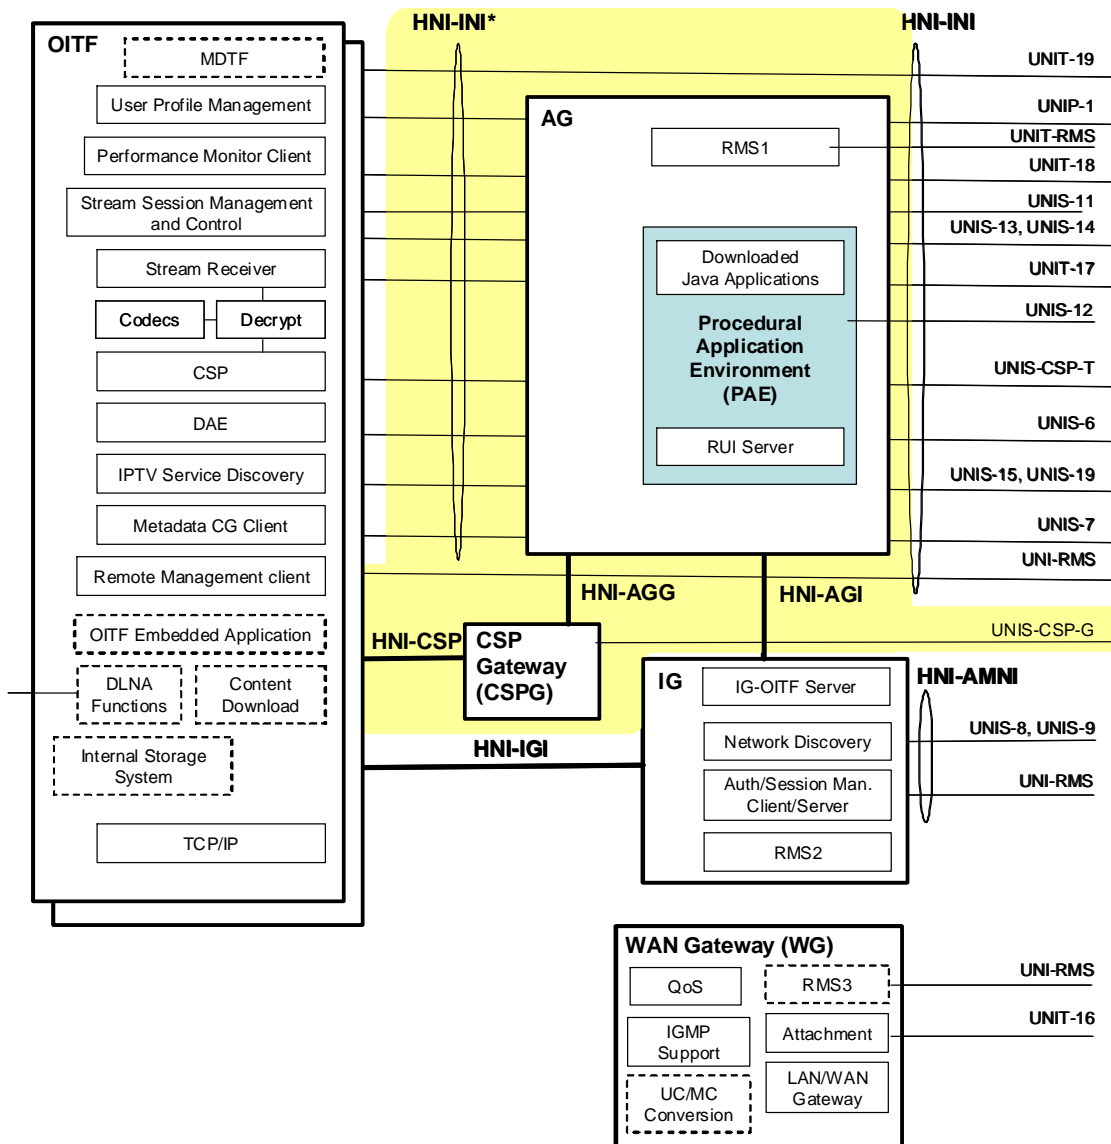 HNI-INI*
HNI-INI
OITF
MDTF
User Profile Management
Performance Monitor Client
Stream Session Management
and Control
Stream Receiver
Codecs
Decrypt
CSP
DAE
IPTV Service Discovery
Metadata CG Client
Remote Management client
OITF Embedded Application
DLNA
Functions
Content
Download
Internal Storage
System
TCP/IP
AG
RMS1
Downloaded
Java Applications
Procedural
Application
Environment
(PAE)
RUI Server
UNIT-19
UNIP-1
UNIT-RMS
UNIT-18
UNIS-11
UNIS-13, UNIS-14
UNIT-17
UNIS-12
UNIS-CSP-T
UNIS-6
UNIS-15, UNIS-19
UNIS-7
UNI-RMS
HNI-AGG
HNI-AGI
HNI-CSP
CSP
Gateway
(CSPG)
UNIS-CSP-G
HNI-IGI
IG
IG-OITF Server
Network Discovery
Auth/Session Man.
Client/Server
RMS2
HNI-AMNI
UNIS-8, UNIS-9
UNI-RMS
WAN Gateway (WG)
QoS
RMS3
IGMP
Support
Attachment
UC/MC
Conversion
LAN/WAN
Gateway
UNI-RMS
UNIT-16